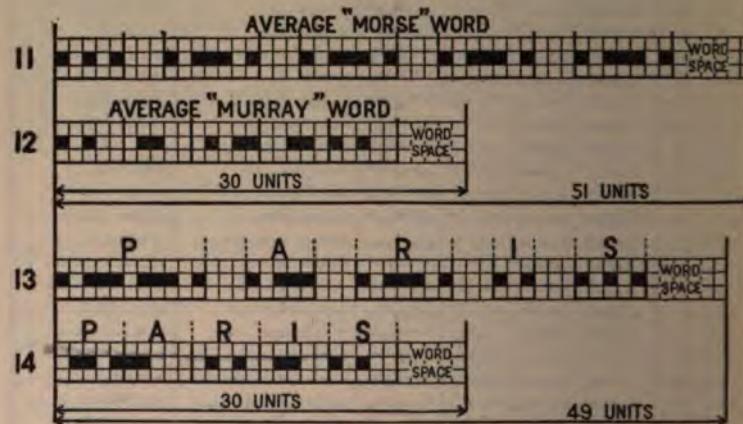 AVERAGE "MORSE" WORD
11 WORD SPACE
AVERAGE "MURRAY" WORD
12 WORD SPACE
30 UNITS
51 UNITS
P A R I S
13 WORD SPACE
P A R I S
14 WORD SPACE
30 UNITS
49 UNITS